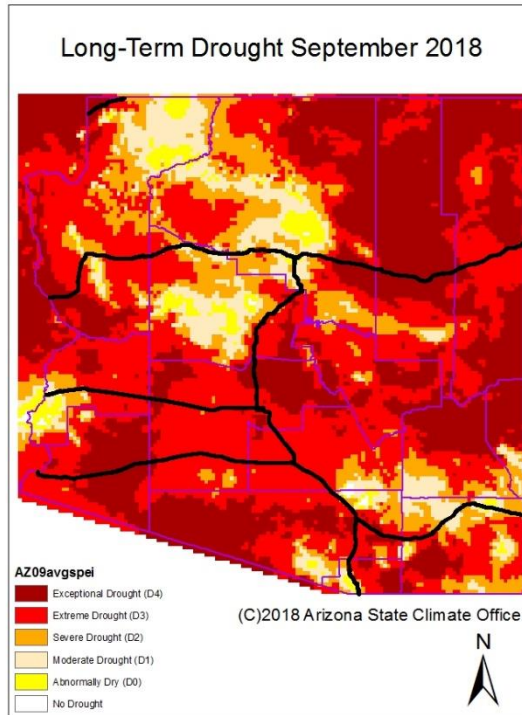 Long-Term Drought September 2018
AZ09avgspei
Exceptional Drought (D4)
Extreme Drought (D3)
Severe Drought (D2)
Moderate Drought (D1)
Abnormally Dry (D0)
No Drought
(C)2018 Arizona State Climate Office
N